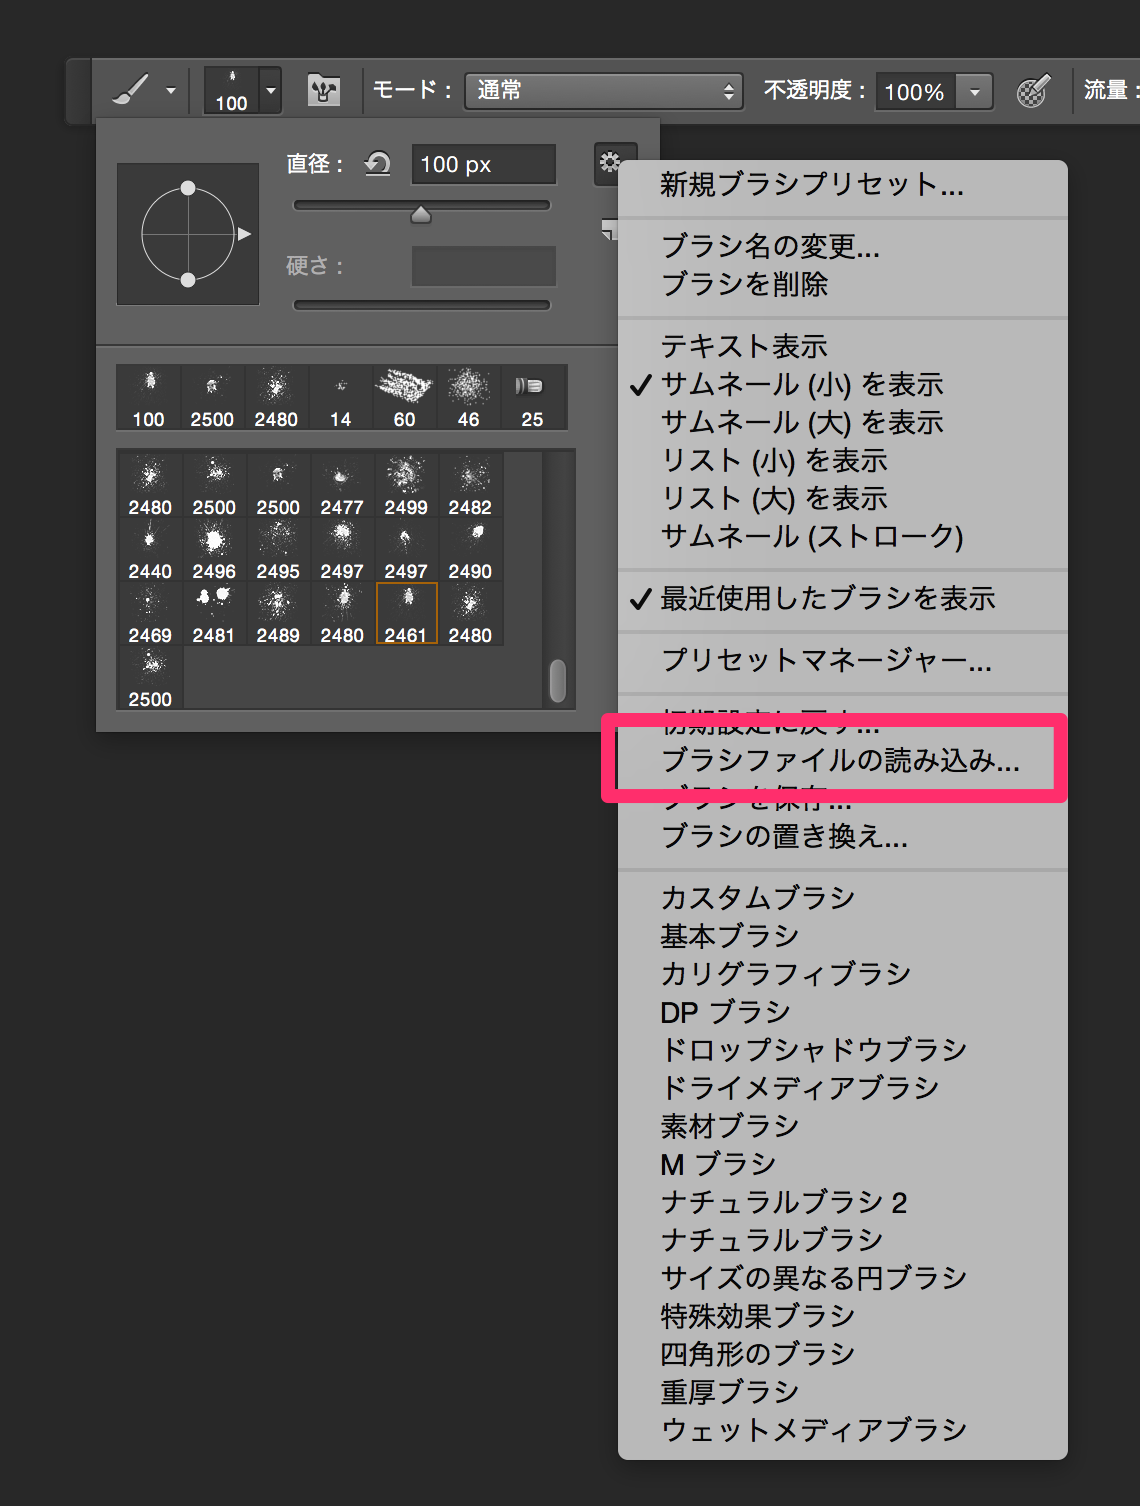 100 モード： 通常 不透明度： 100% 流量：
直径： 100 px
硬さ：
100 2500 2480 14 60 46 25
2480 2500 2500 2477 2499 2482
2440 2496 2495 2497 2497 2490
2469 2481 2489 2480 2461 2480
2500
新規ブラシプリセット...
ブラシ名の変更...
ブラシを削除
テキスト表示
サムネール (小) を表示
サムネール (大) を表示
リスト (小) を表示
リスト (大) を表示
サムネール (ストローク)
最近使用したブラシを表示
プリセットマネージャー...
初期設定に戻す...
ブラシファイルの読み込み...
ブラシを保存...
ブラシの置き換え...
カスタムブラシ
基本ブラシ
カリグラフィブラシ
DP ブラシ
ドロップシャドウブラシ
ドライメディアブラシ
素材ブラシ
M ブラシ
ナチュラルブラシ 2
ナチュラルブラシ
サイズの異なる円ブラシ
特殊効果ブラシ
四角形のブラシ
重厚ブラシ
ウェットメディアブラシ